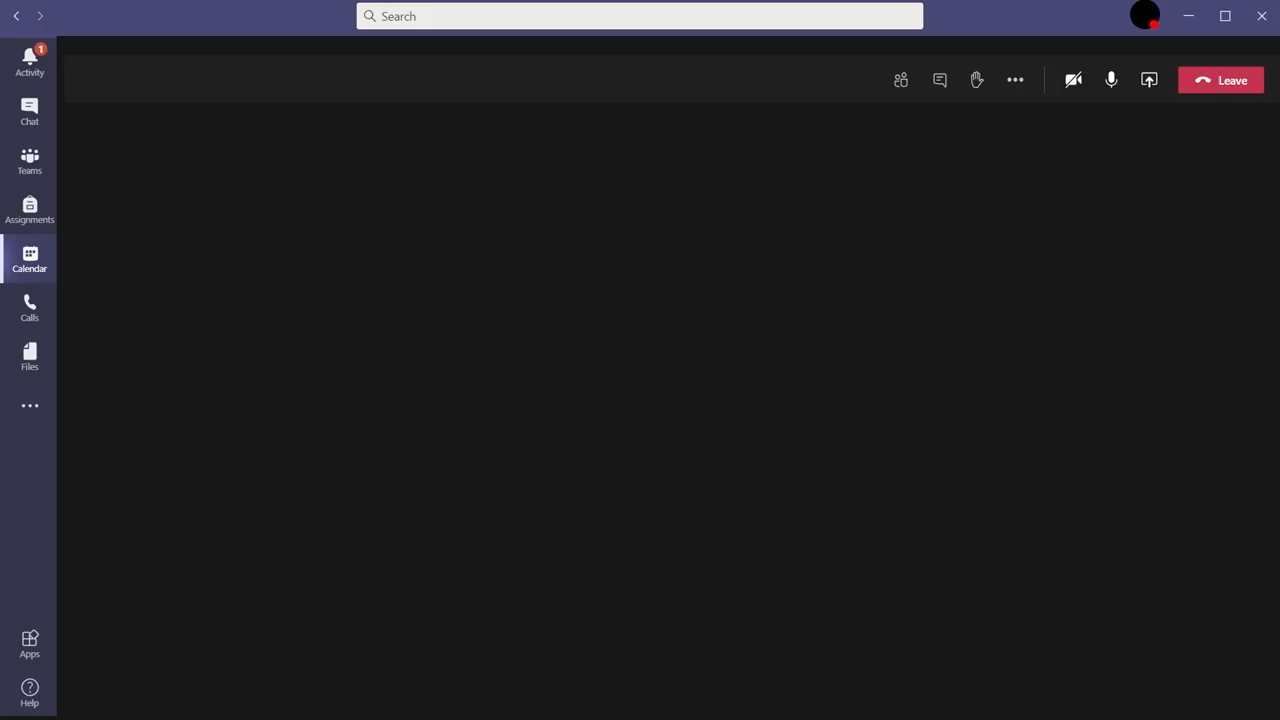 Search
Activity
1
Leave
Chat
Teams
Assignments
Calendar
Calls
Files
Apps
Help